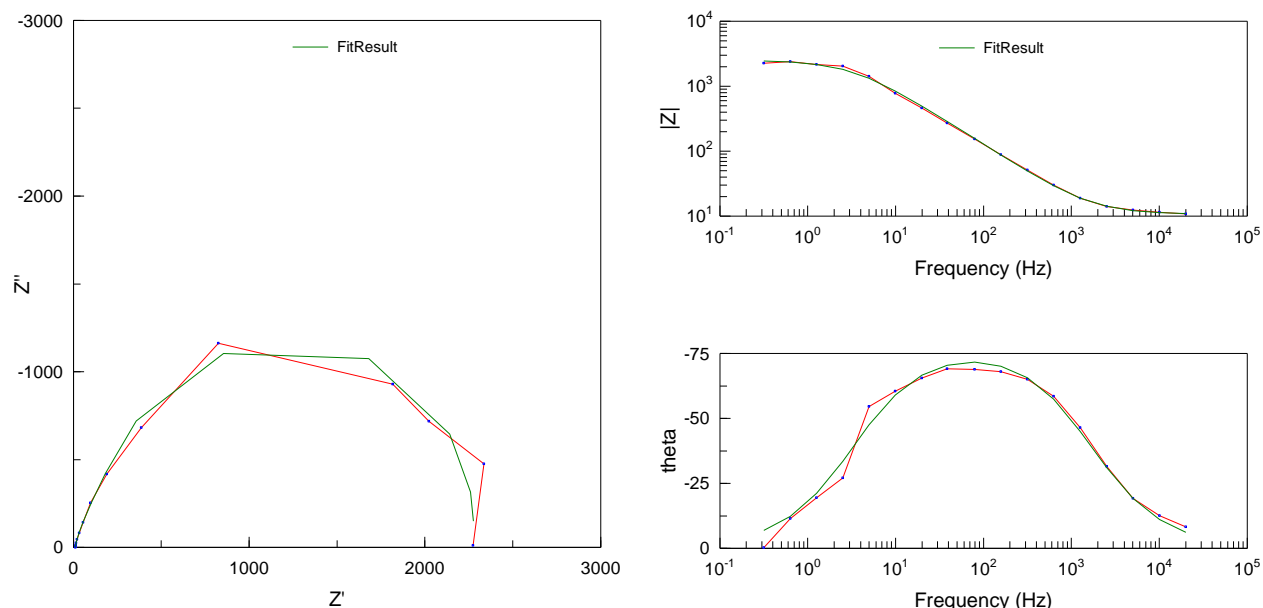 -3000
FitResult
-2000
Z''
-1000
0
0 1000 2000 3000
Z'
10^4
FitResult
10^3
|Z|
10^2
10^1
10^-1 10^0 10^1 10^2 10^3 10^4 10^5
Frequency (Hz)
-75
-50
theta
-25
0
10^-1 10^0 10^1 10^2 10^3 10^4 10^5
Frequency (Hz)